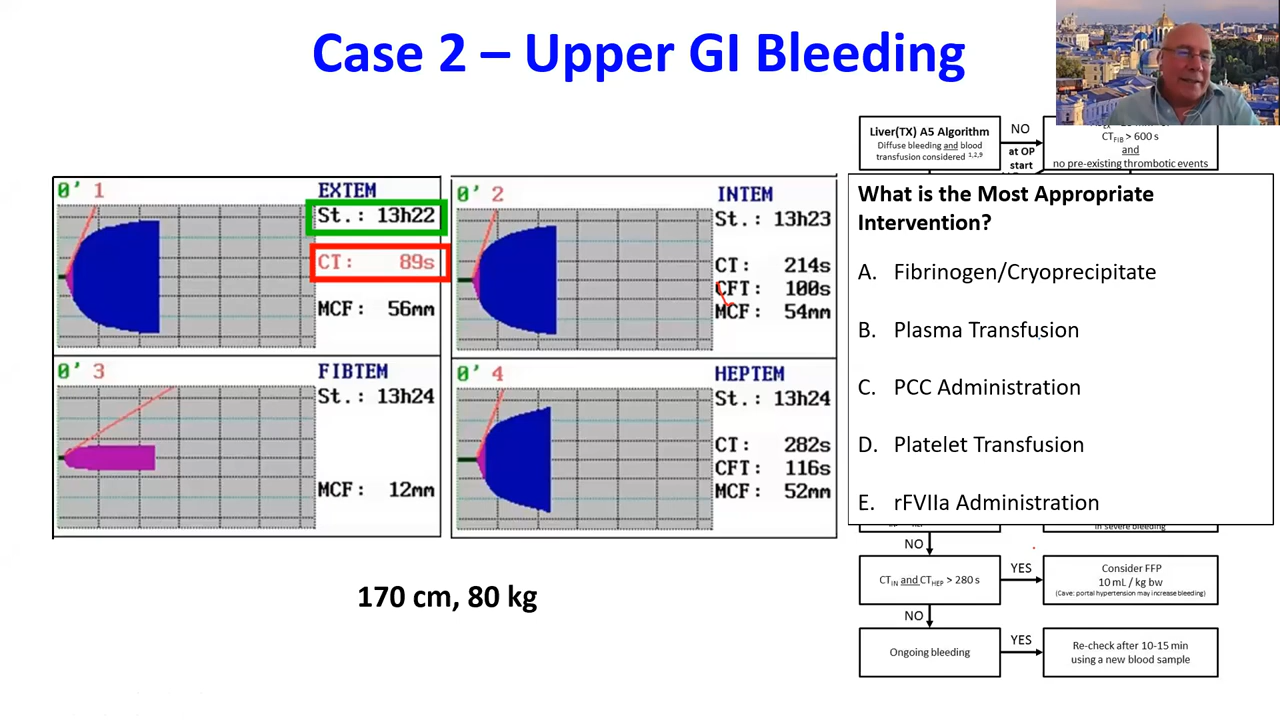 Case 2 – Upper GI Bleeding
0' 1
EXTEM
St.: 13h22
CT: 89s
MCF: 56mm
0' 2
INTEM
St.: 13h23
CT: 214s
CFT: 100s
MCF: 54mm
0' 3
FIBTEM
St.: 13h24
MCF: 12mm
0' 4
HEPTEM
St.: 13h24
CT: 282s
CFT: 116s
MCF: 52mm
170 cm, 80 kg
Liver(TX) A5 Algorithm
Diffuse bleeding and blood
transfusion considered 1,2,9
NO
at OP
start
CTFIB > 600 s
and
no pre-existing thrombotic events
What is the Most Appropriate
Intervention?
A. Fibrinogen/Cryoprecipitate
B. Plasma Transfusion
C. PCC Administration
D. Platelet Transfusion
E. rFVIIa Administration
in severe bleeding
NO
CTIN and CTHEP > 280 s
YES
Consider FFP
10 mL / kg bw
(Cave: portal hypertension may increase bleeding)
NO
Ongoing bleeding
YES
Re-check after 10-15 min
using a new blood sample